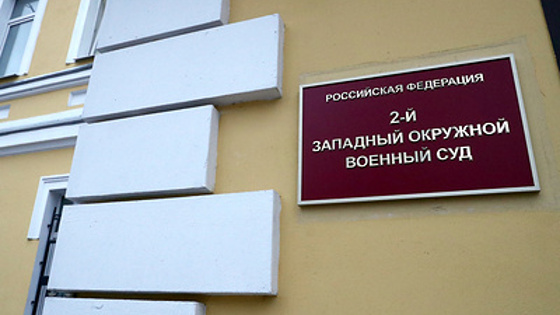 РОССИЙСКАЯ ФЕДЕРАЦИЯ
2-Й
ЗАПАДНЫЙ ОКРУЖНОЙ
ВОЕННЫЙ СУД